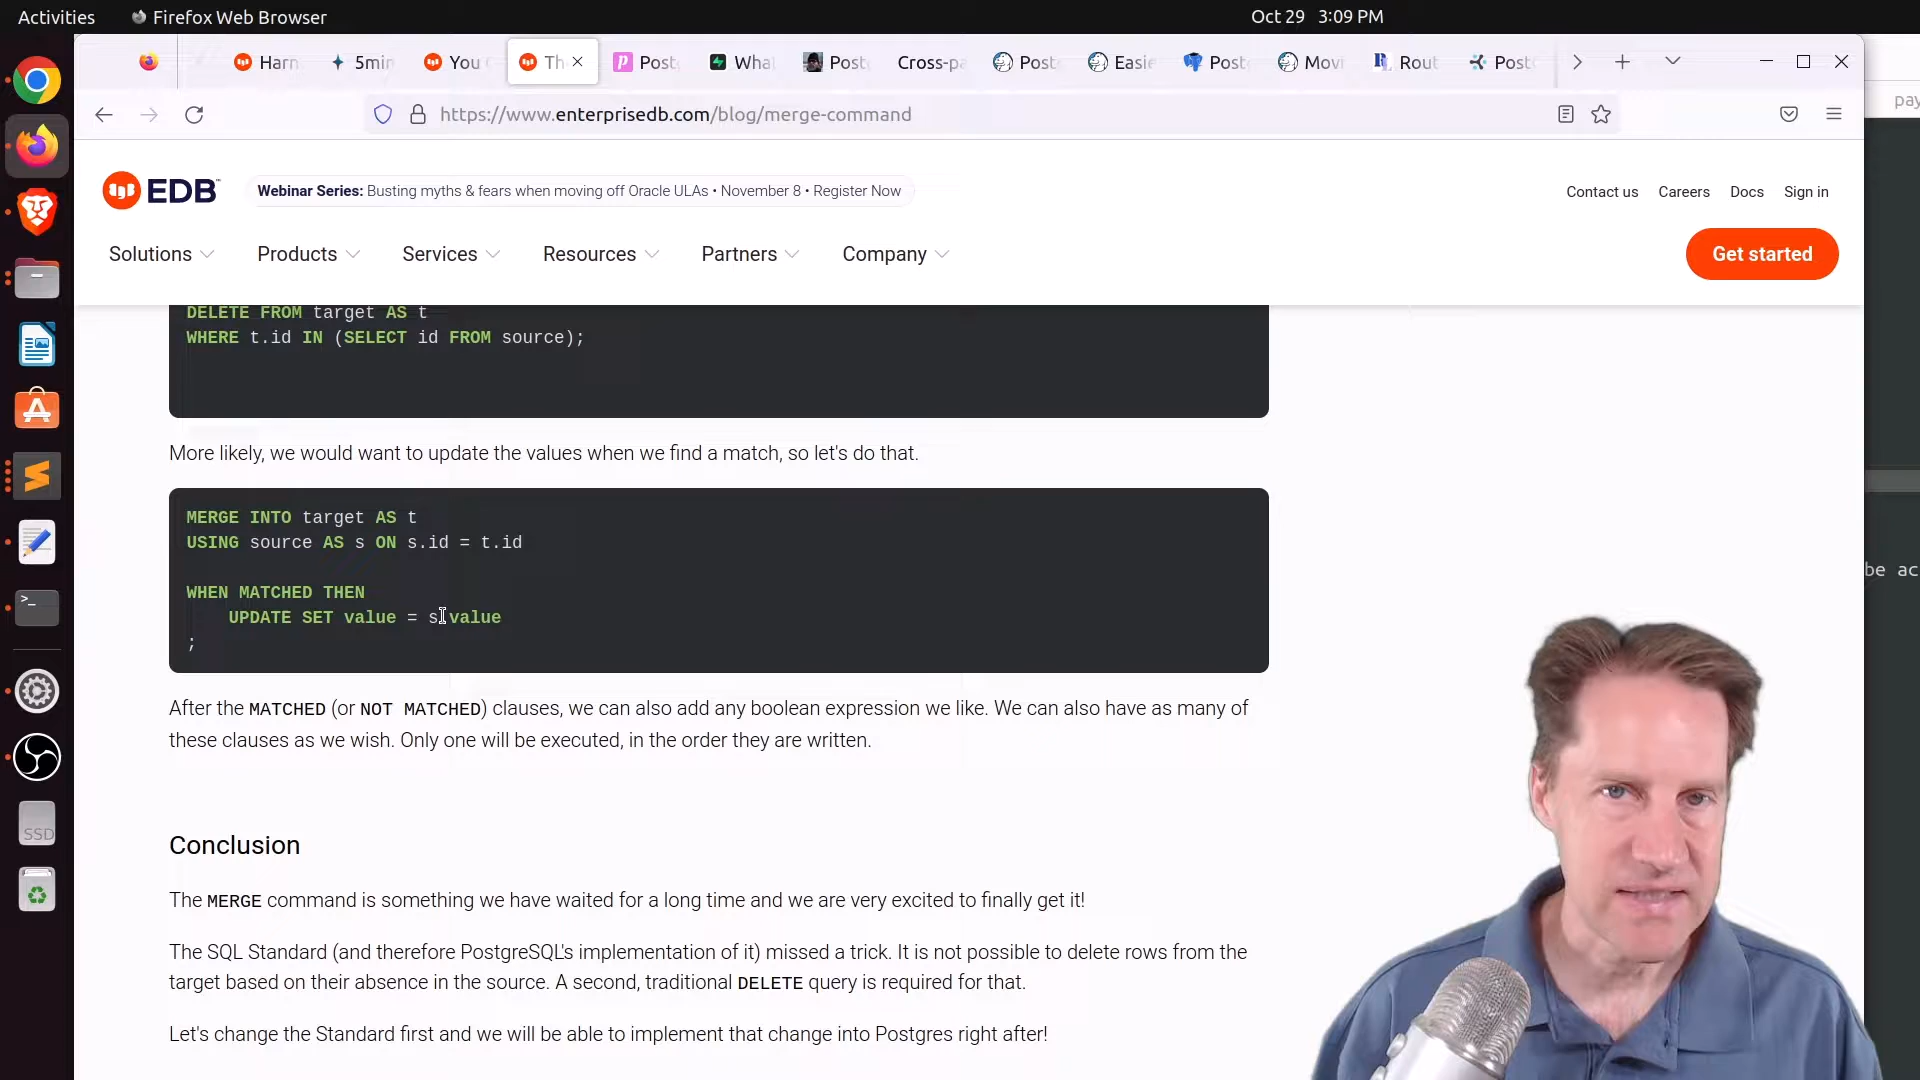 Activities
Firefox Web Browser
Oct 29 3:09 PM
Harn
5min
You
Th
Post
What
Post
Cross-pa
Post
Easie
Post
Movi
Rout
Post
https://www.enterprisedb.com/blog/merge-command
pay
EDB
Webinar Series: Busting myths & fears when moving off Oracle ULAs • November 8 • Register Now
Contact us
Careers
Docs
Sign in
Solutions
Products
Services
Resources
Partners
Company
Get started
DELETE FROM target AS t
WHERE t.id IN (SELECT id FROM source);
More likely, we would want to update the values when we find a match, so let's do that.
MERGE INTO target AS t
USING source AS s ON s.id = t.id
WHEN MATCHED THEN
UPDATE SET value = s.value
;
be ac
After the MATCHED (or NOT MATCHED) clauses, we can also add any boolean expression we like. We can also have as many of
these clauses as we wish. Only one will be executed, in the order they are written.
Conclusion
The MERGE command is something we have waited for a long time and we are very excited to finally get it!
The SQL Standard (and therefore PostgreSQL's implementation of it) missed a trick. It is not possible to delete rows from the
target based on their absence in the source. A second, traditional DELETE query is required for that.
Let's change the Standard first and we will be able to implement that change into Postgres right after!
SSD